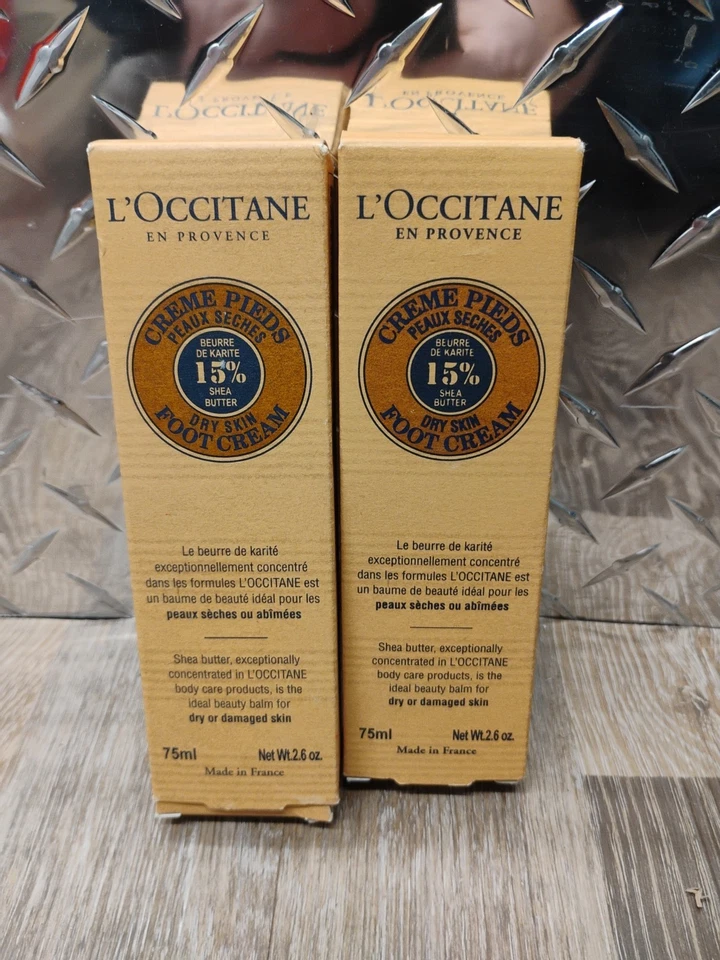 L'OCCITANE
EN PROVENCE
CREME PIEDS
PEAUX SÈCHES
BEURRE
DE KARITE
15%
SHEA
BUTTER
DRY SKIN
FOOT CREAM
Le beurre de karité
exceptionnellement concentré
dans les formules L'OCCITANE est
un baume de beauté idéal pour les
peaux sèches ou abîmées
Shea butter, exceptionally
concentrated in L'OCCITANE
body care products, is the
ideal beauty balm for
dry or damaged skin
75ml Net Wt.2.6 oz.
Made in France
L'OCCITANE
EN PROVENCE
CREME PIEDS
PEAUX SÈCHES
BEURRE
DE KARITE
15%
SHEA
BUTTER
DRY SKIN
FOOT CREAM
Le beurre de karité
exceptionnellement concentré
dans les formules L'OCCITANE est
un baume de beauté idéal pour les
peaux sèches ou abîmées
Shea butter, exceptionally
concentrated in L'OCCITANE
body care products, is the
ideal beauty balm for
dry or damaged skin
75ml Net Wt.2.6 oz.
Made in France